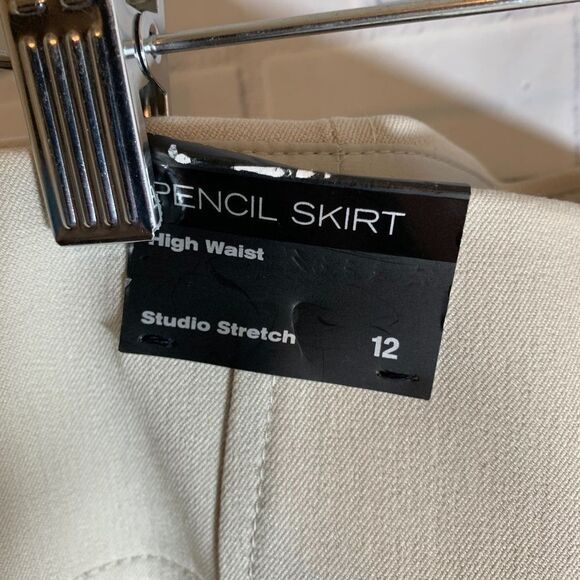 PENCIL SKIRT
High Waist
Studio Stretch 12